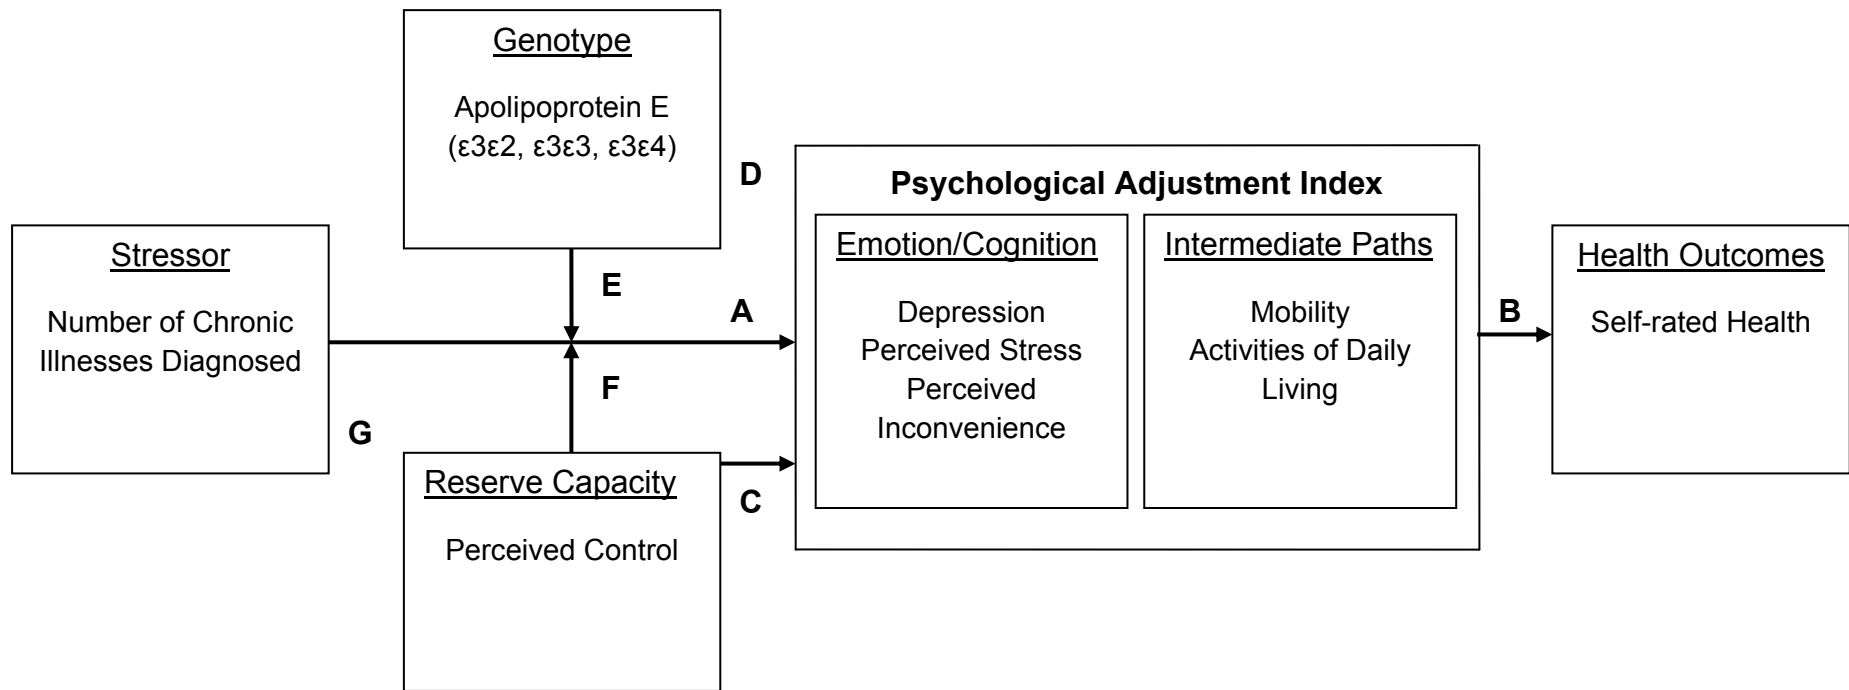 Genotype
Apolipoprotein E
(ε3ε2, ε3ε3, ε3ε4)
D
Stressor
Number of Chronic
Illnesses Diagnosed
E
A
F
G
Reserve Capacity
Perceived Control
C
Psychological Adjustment Index
Emotion/Cognition
Depression
Perceived Stress
Perceived
Inconvenience
Intermediate Paths
Mobility
Activities of Daily
Living
B
Health Outcomes
Self-rated Health